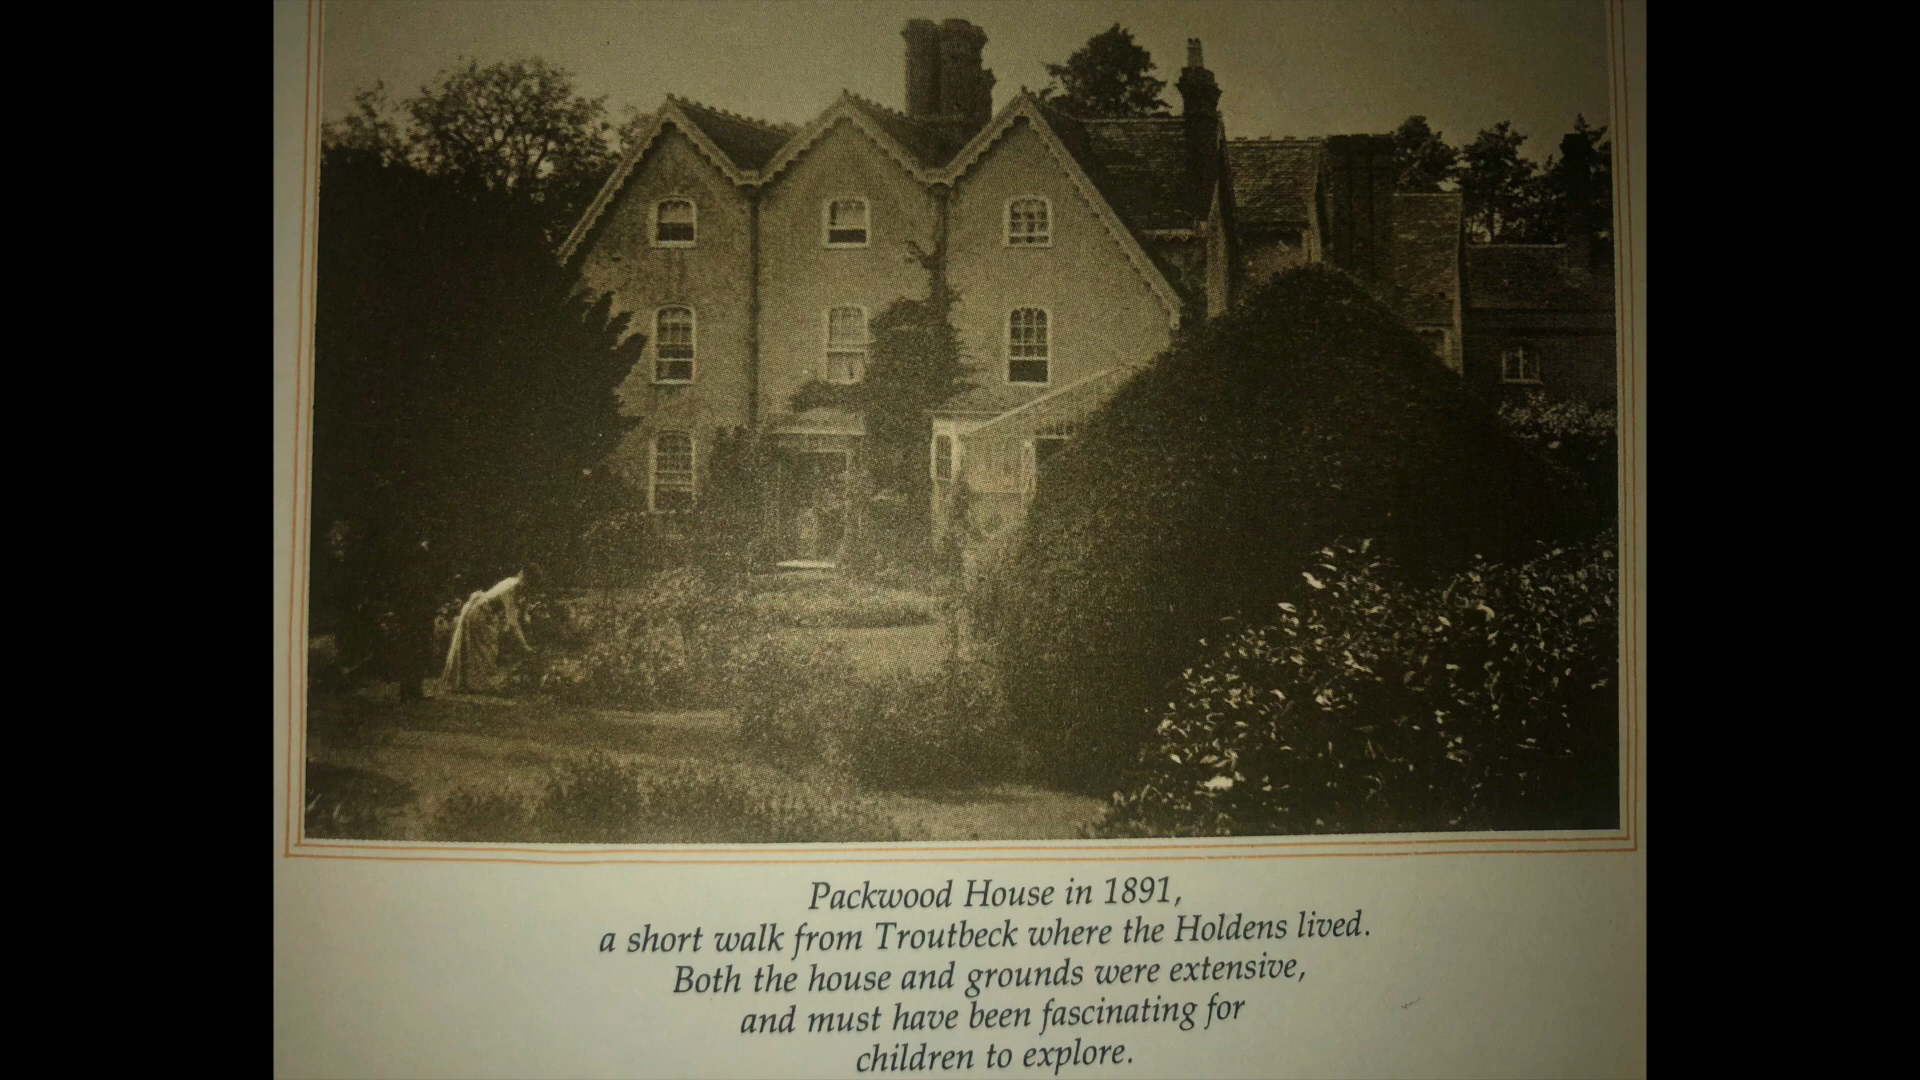 Packwood House in 1891,
a short walk from Troutbeck where the Holdens lived.
Both the house and grounds were extensive,
and must have been fascinating for
children to explore.